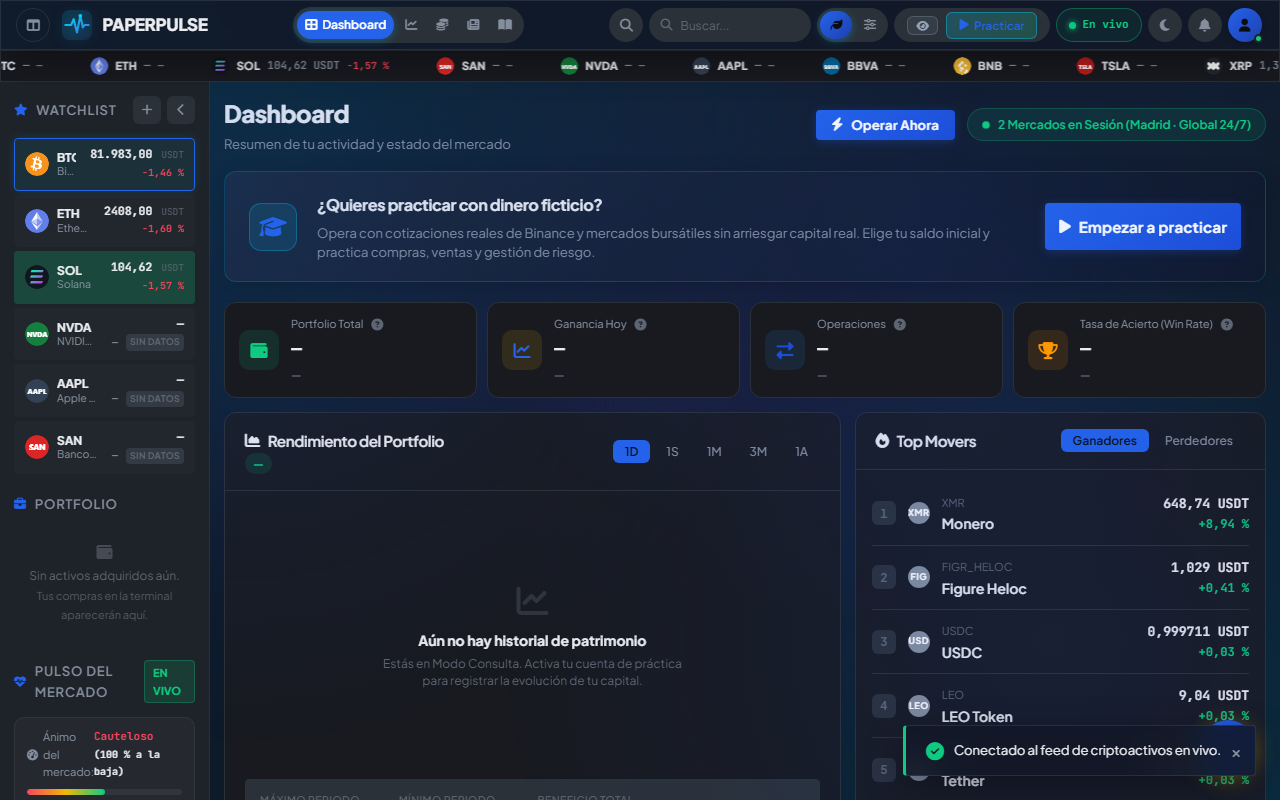 PAPERPULSE
Dashboard
Buscar...
Practicar
En vivo
TC — —
ETH — —
SOL 104,62 USDT -1,57 %
SAN — —
NVDA — —
AAPL — —
BBVA — —
BNB — —
TSLA — —
XRP 1,3
WATCHLIST
BTC 81.983,00 USDT
Bi... -1,46 %
ETH 2408,00 USDT
Ethe... -1,60 %
SOL 104,62 USDT
Solana -1,57 %
NVDA —
NVIDI... — SIN DATOS
AAPL —
Apple ... — SIN DATOS
SAN —
Banco... — SIN DATOS
PORTFOLIO
Sin activos adquiridos aún.
Tus compras en la terminal
aparecerán aquí.
PULSO DEL
MERCADO
EN
VIVO
Ánimo
del
mercado:
Cauteloso
(100 % a la
baja)
Dashboard
Resumen de tu actividad y estado del mercado
Operar Ahora
2 Mercados en Sesión (Madrid · Global 24/7)
¿Quieres practicar con dinero ficticio?
Opera con cotizaciones reales de Binance y mercados bursátiles sin arriesgar capital real. Elige tu saldo inicial y
practica compras, ventas y gestión de riesgo.
Empezar a practicar
Portfolio Total ?
—
—
Ganancia Hoy ?
—
—
Operaciones ?
—
—
Tasa de Acierto (Win Rate) ?
—
—
Rendimiento del Portfolio
—
1D 1S 1M 3M 1A
Aún no hay historial de patrimonio
Estás en Modo Consulta. Activa tu cuenta de práctica
para registrar la evolución de tu capital.
MÁXIMO PERIODO MÍNIMO PERIODO BENEFICIO TOTAL
Top Movers
Ganadores Perdedores
1 XMR XMR 648,74 USDT
Monero +8,94 %
2 FIG FIGR_HELOC 1,029 USDT
Figure Heloc +0,41 %
3 USD USDC 0,999711 USDT
USDC +0,03 %
4 LEO LEO 9,04 USDT
LEO Token +0,03 %
5 Tether +0,03 %
Conectado al feed de criptoactivos en vivo. ×